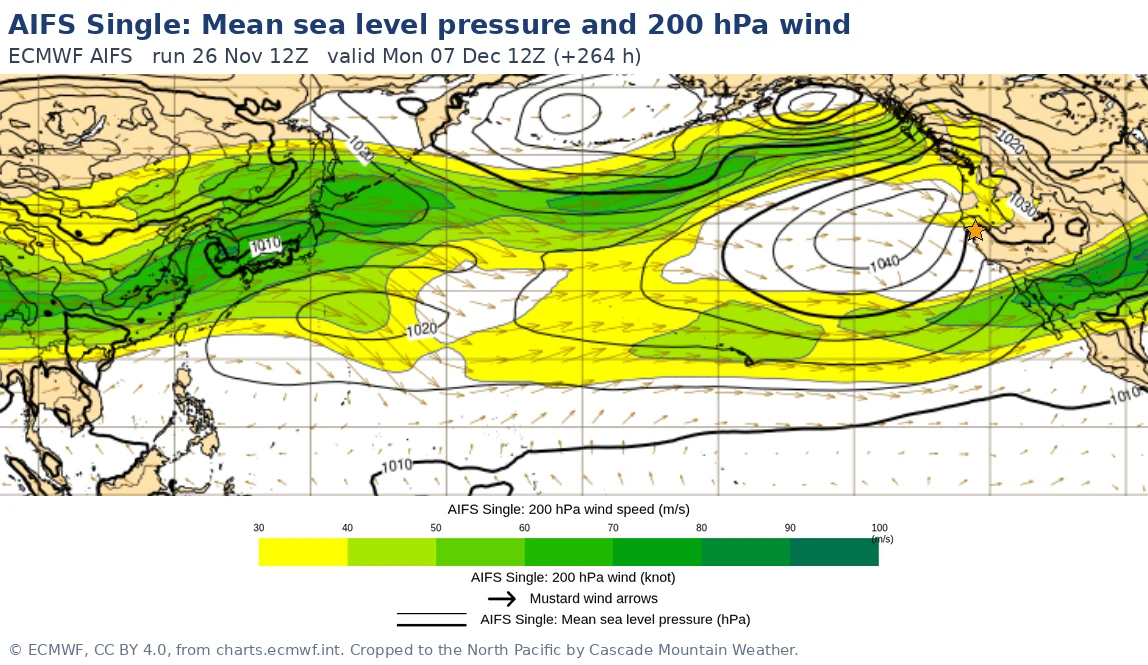 AIFS Single: Mean sea level pressure and 200 hPa wind
ECMWF AIFS run 26 Nov 12Z valid Mon 07 Dec 12Z (+264 h)
1020
1020
1030
1010
1040
1020
1010
1010
AIFS Single: 200 hPa wind speed (m/s)
30 40 50 60 70 80 90 100
(m/s)
AIFS Single: 200 hPa wind (knot)
Mustard wind arrows
AIFS Single: Mean sea level pressure (hPa)
© ECMWF, CC BY 4.0, from charts.ecmwf.int. Cropped to the North Pacific by Cascade Mountain Weather.